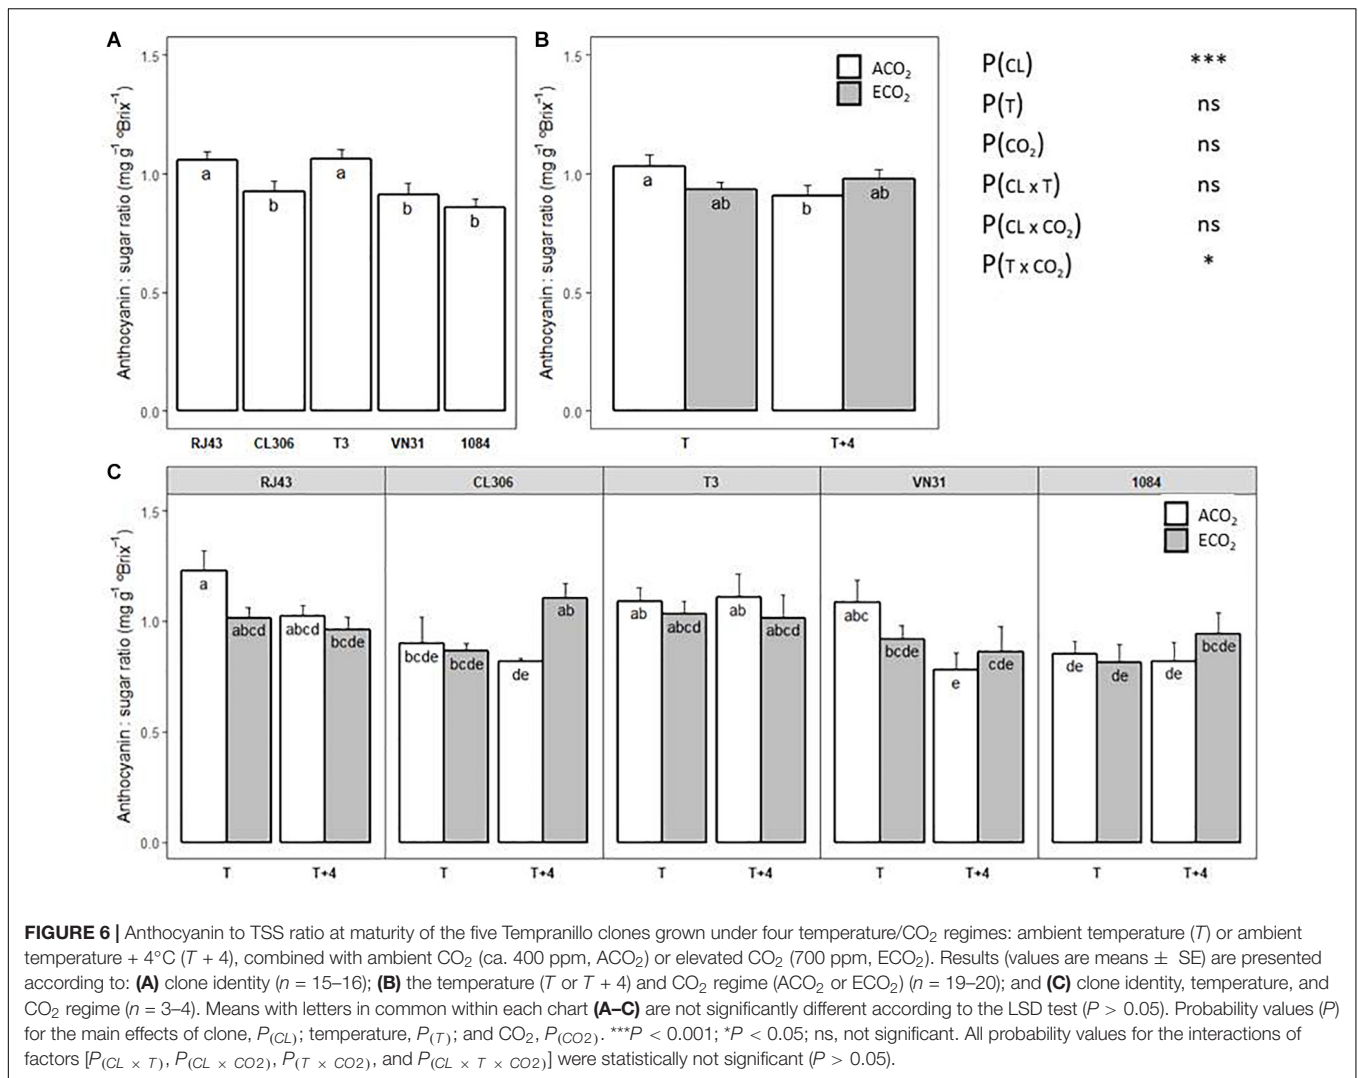 A
Anthocyanin : sugar ratio (mg g⁻¹ ºBrix⁻¹)
1.5
1.0
0.5
0.0
a
b
a
b
b
RJ43 CL306 T3 VN31 1084
B
Anthocyanin : sugar ratio (mg g⁻¹ ºBrix⁻¹)
1.5
1.0
0.5
0.0
ACO₂
ECO₂
a
ab
b
ab
T T+4
P(CL) ***
P(T) ns
P(CO₂) ns
P(CL x T) ns
P(CL x CO₂) ns
P(T x CO₂) *
C
RJ43 CL306 T3 VN31 1084
Anthocyanin : sugar ratio (mg g⁻¹ ºBrix⁻¹)
1.5
1.0
0.5
0.0
ACO₂
ECO₂
a abcd abcd bcde
bcde bcde de ab
ab abcd ab abcd
abc bcde e cde
de de de bcde
T T+4 T T+4 T T+4 T T+4 T T+4
FIGURE 6 | Anthocyanin to TSS ratio at maturity of the five Tempranillo clones grown under four temperature/CO₂ regimes: ambient temperature (T) or ambient
temperature + 4°C (T + 4), combined with ambient CO₂ (ca. 400 ppm, ACO₂) or elevated CO₂ (700 ppm, ECO₂). Results (values are means ± SE) are presented
according to: (A) clone identity (n = 15–16); (B) the temperature (T or T + 4) and CO₂ regime (ACO₂ or ECO₂) (n = 19–20); and (C) clone identity, temperature, and
CO₂ regime (n = 3–4). Means with letters in common within each chart (A–C) are not significantly different according to the LSD test (P > 0.05). Probability values (P)
for the main effects of clone, P(CL); temperature, P(T); and CO₂, P(CO2). ***P < 0.001; *P < 0.05; ns, not significant. All probability values for the interactions of
factors [P(CL × T), P(CL × CO2), P(T × CO2), and P(CL × T × CO2)] were statistically not significant (P > 0.05).